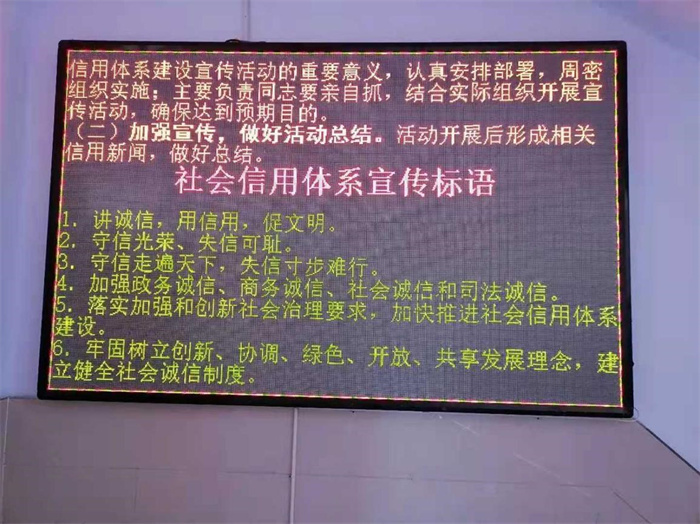 信用体系建设宣传活动的重要意义，认真安排部署，周密
组织实施；主要负责同志要亲自抓，结合实际组织开展宣
传活动，确保达到预期目的。
（二）加强宣传，做好活动总结。活动开展后形成相关
信用新闻，做好总结。
社会信用体系宣传标语
1．讲诚信，用信用，促文明。
2．守信光荣、失信可耻。
3．守信走遍天下，失信寸步难行。
4．加强政务诚信、商务诚信、社会诚信和司法诚信。
5．落实加强和创新社会治理要求，加快推进社会信用体系
建设。
6．牢固树立创新、协调、绿色、开放、共享发展理念，建
立健全社会诚信制度。